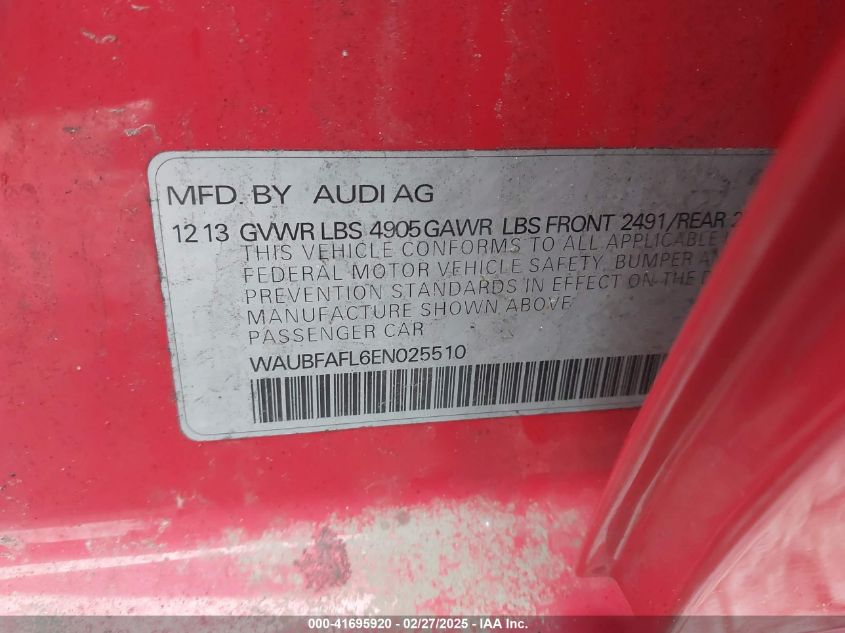 MFD. BY AUDI AG
12 13 GVWR LBS 4905 GAWR LBS FRONT 2491/REAR 2
THIS VEHICLE CONFORMS TO ALL APPLICABLE
FEDERAL MOTOR VEHICLE SAFETY, BUMPER
PREVENTION STANDARDS IN EFFECT ON THE
MANUFACTURE SHOWN ABOVE
PASSENGER CAR
WAUBFAFL6EN025510
000-41695920 - 02/27/2025 - IAA, Inc.